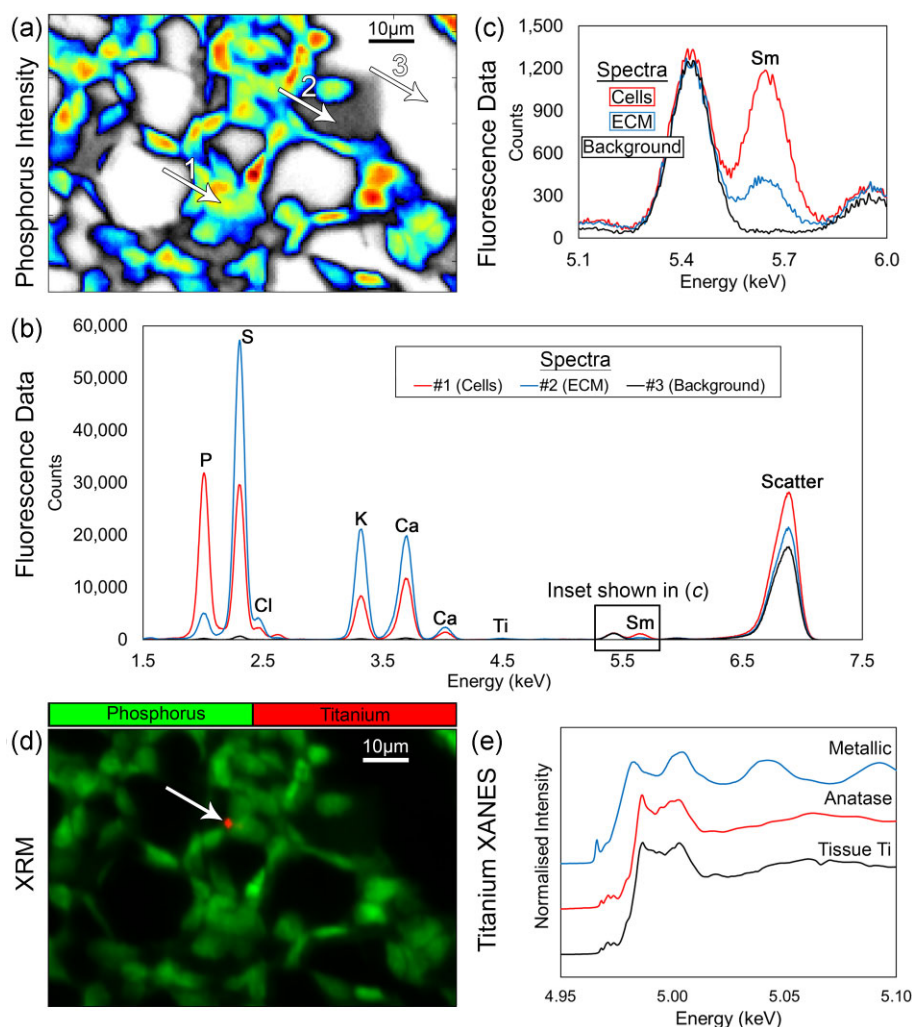 (a)
10µm
1
2
3
Phosphorus Intensity
(c)
Fluorescence Data
Counts
1,500
1,200
900
600
300
0
Sm
Spectra
Cells
ECM
Background
5.1 5.4 5.7 6.0
Energy (keV)
(b)
Fluorescence Data
Counts
60,000
50,000
40,000
30,000
20,000
10,000
0
Spectra
#1 (Cells) #2 (ECM) #3 (Background)
P
S
Cl
K
Ca
Ca
Ti
Inset shown in (c)
Sm
Scatter
1.5 2.5 3.5 4.5 5.5 6.5 7.5
Energy (keV)
Phosphorus Titanium
(d)
10µm
XRM
(e)
Titanium XANES
Normalised Intensity
Metallic
Anatase
Tissue Ti
4.95 5.00 5.05 5.10
Energy (keV)